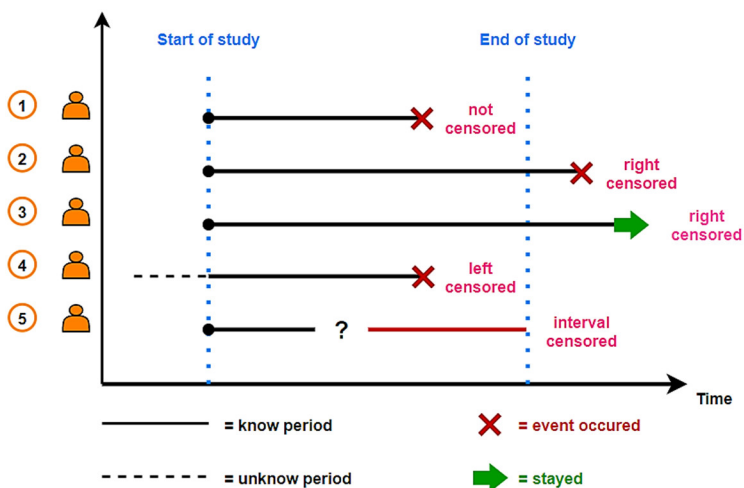 Start of study
End of study
1
not
censored
2
right
censored
3
right
censored
4
left
censored
5
?
interval
censored
Time
= know period
= event occured
= unknow period
= stayed